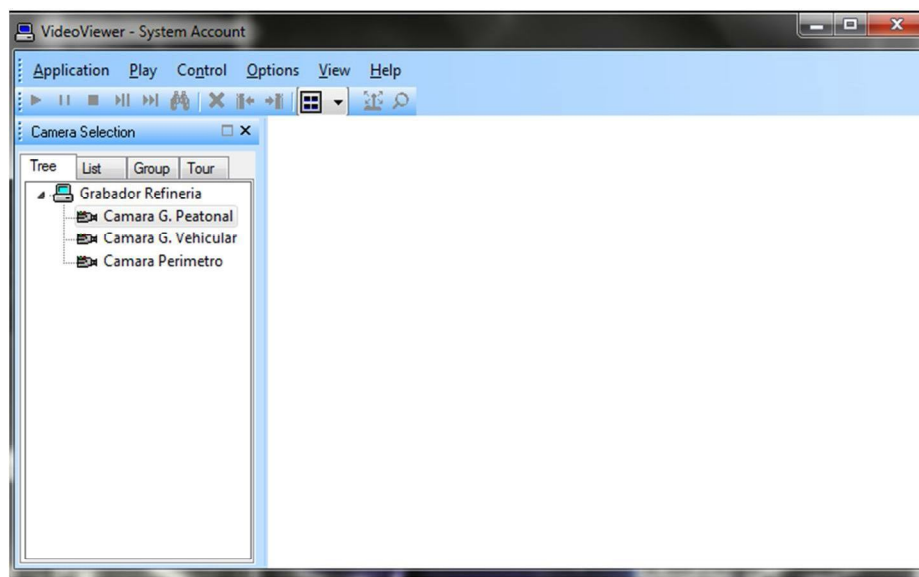 VideoViewer - System Account
Application Play Control Options View Help
Camera Selection
Tree List Group Tour
Grabador Refineria
Camara G. Peatonal
Camara G. Vehicular
Camara Perimetro